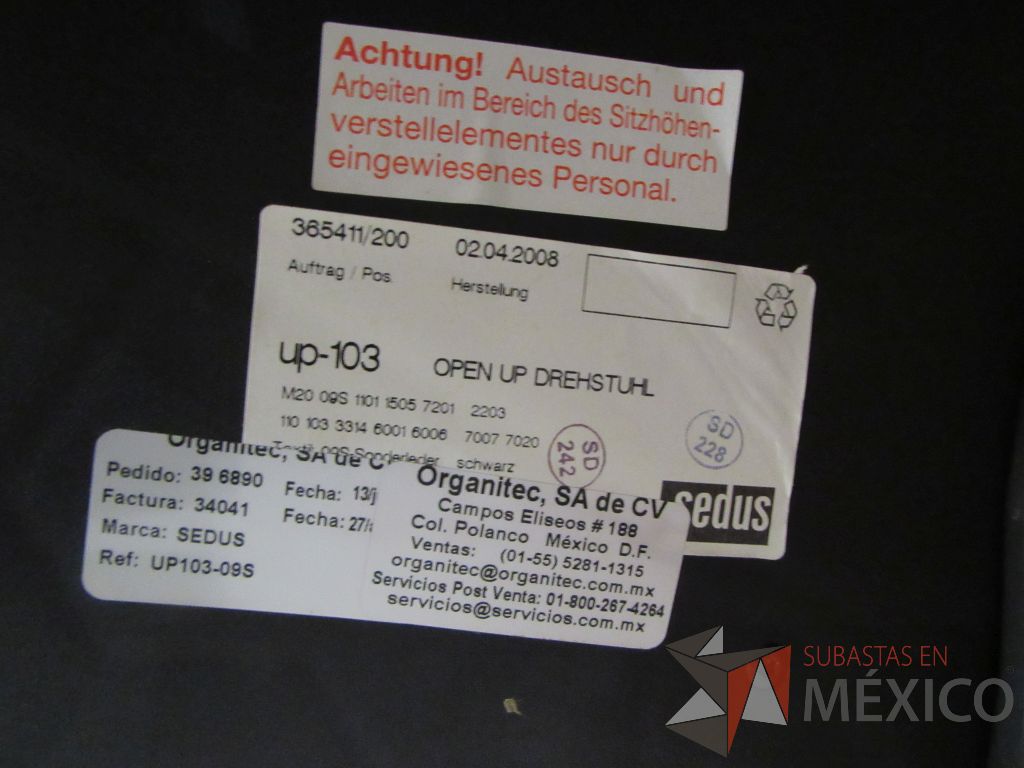 Achtung! Austausch und
Arbeiten im Bereich des Sitzhöhen-
verstellelementes nur durch
eingewiesenes Personal.
365411/200
02.04.2008
Auftrag / Pos.
Herstellung
up-103
OPEN UP DREHSTUHL
M20 09S 1101 1505 7201 2203
110 103 3314 6001 6006 7007 7020
09S Sonderleder schwarz
SD
242
SD
228
sedus
Organitec, SA de C
Pedido: 39 6890
Fecha: 13/j
Factura: 34041
Fecha: 27/
Marca: SEDUS
Ref: UP103-09S
Organitec, SA de CV
Campos Eliseos # 188
Col. Polanco México D.F.
Ventas: (01-55) 5281-1315
organitec@organitec.com.mx
Servicios Post Venta: 01-800-267-4264
servicios@servicios.com.mx
SUBASTAS EN
MÉXICO